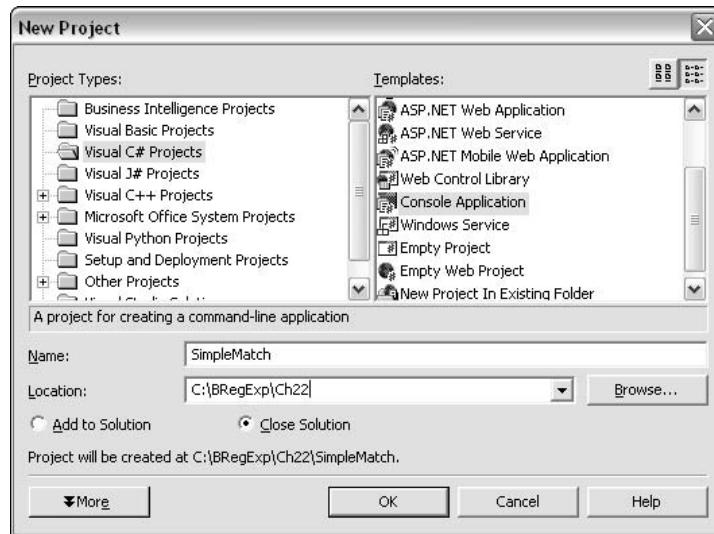 New Project
Project Types:
Templates:
Business Intelligence Projects
Visual Basic Projects
Visual C# Projects
Visual J# Projects
Visual C++ Projects
Microsoft Office System Projects
Visual Python Projects
Setup and Deployment Projects
Other Projects
ASP.NET Web Application
ASP.NET Web Service
ASP.NET Mobile Web Application
Web Control Library
Console Application
Windows Service
Empty Project
Empty Web Project
New Project In Existing Folder
A project for creating a command-line application
Name:
SimpleMatch
Location:
C:\BRegExp\Ch22
Browse...
Add to Solution
Close Solution
Project will be created at C:\BRegExp\Ch22\SimpleMatch.
More
OK
Cancel
Help